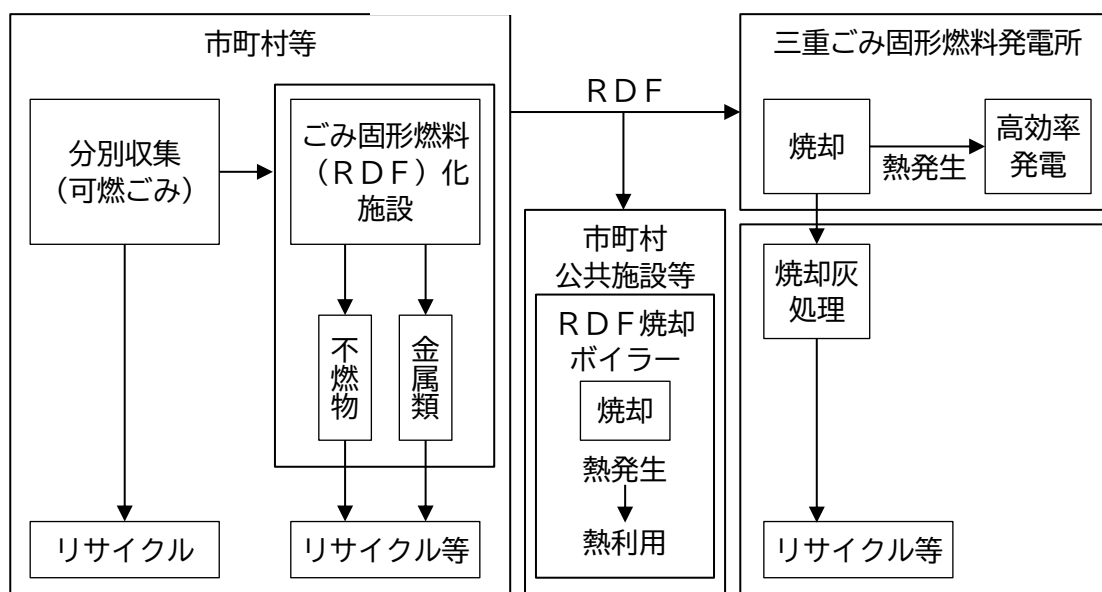 市町村等
分別収集
(可燃ごみ)
ごみ固形燃料
(ＲＤＦ)化
施設
不燃物
金属類
リサイクル
リサイクル等
ＲＤＦ
市町村
公共施設等
ＲＤＦ焼却
ボイラー
焼却
熱発生
熱利用
三重ごみ固形燃料発電所
焼却
熱発生
高効率
発電
焼却灰
処理
リサイクル等